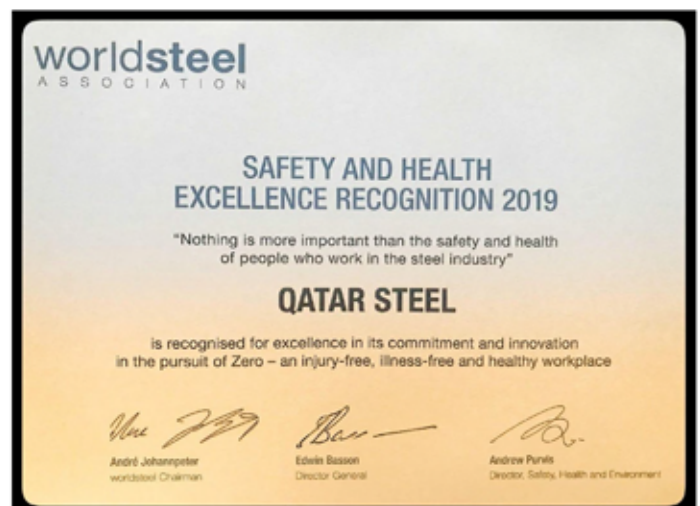 worldsteel
ASSOCIATION
SAFETY AND HEALTH
EXCELLENCE RECOGNITION 2019
"Nothing is more important than the safety and health
of people who work in the steel industry"
QATAR STEEL
is recognised for excellence in its commitment and innovation
in the pursuit of Zero – an injury-free, illness-free and healthy workplace
André Johannpeter
worldsteel Chairman
Edwin Basson
Director General
Andrew Purvis
Director, Safety, Health and Environment